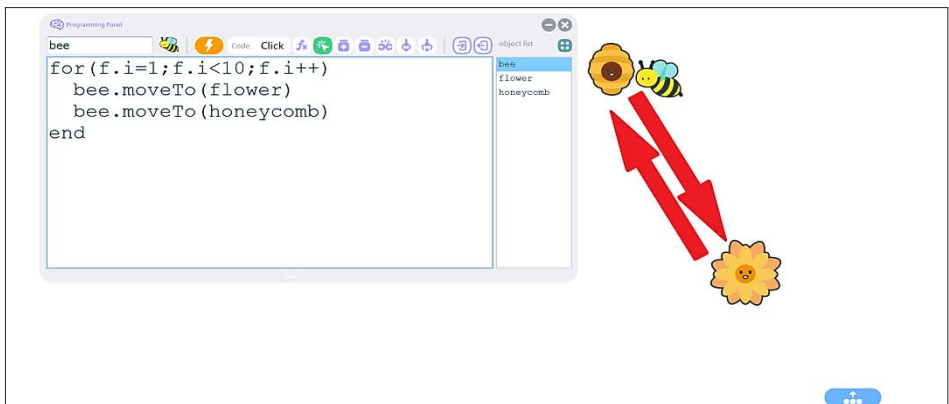 Programming Panel
bee
Code Click fx object list
for(f.i=1;f.i<10;f.i++)
bee.moveTo(flower)
bee.moveTo(honeycomb)
end
bee
flower
honeycomb